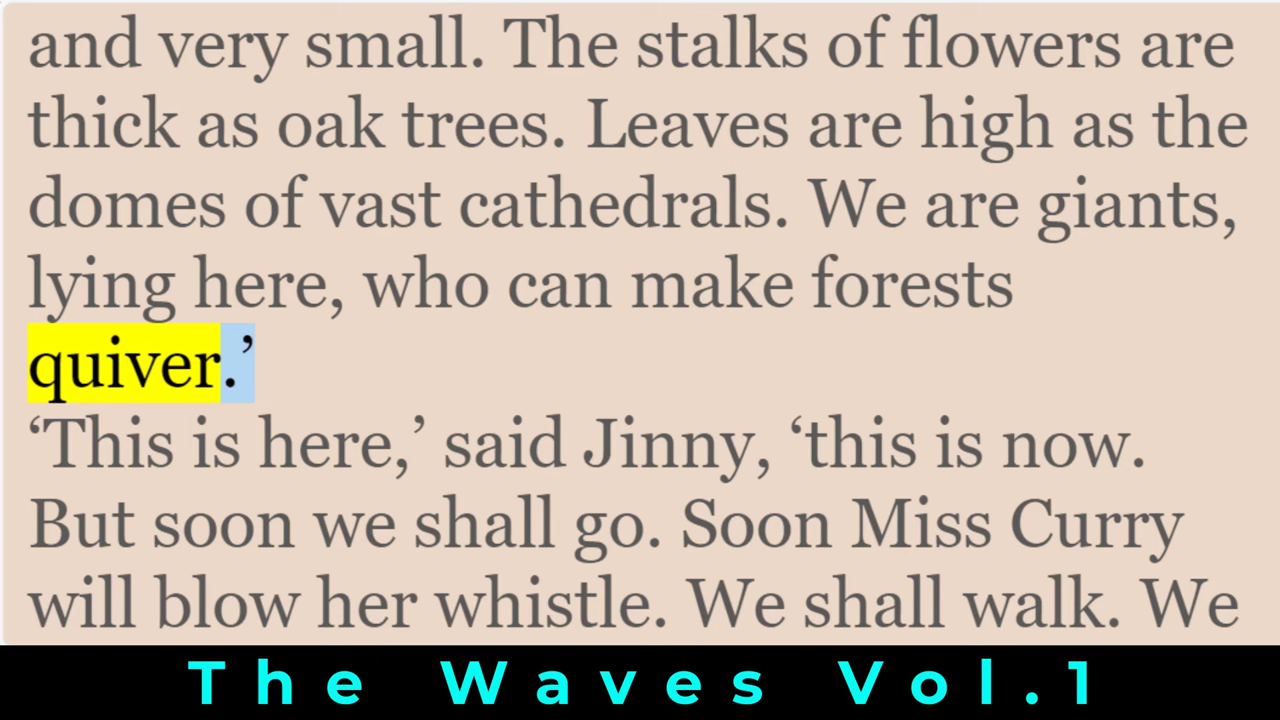 and very small. The stalks of flowers are
thick as oak trees. Leaves are high as the
domes of vast cathedrals. We are giants,
lying here, who can make forests
quiver.’
‘This is here,’ said Jinny, ‘this is now.
But soon we shall go. Soon Miss Curry
will blow her whistle. We shall walk. We
The Waves Vol.1